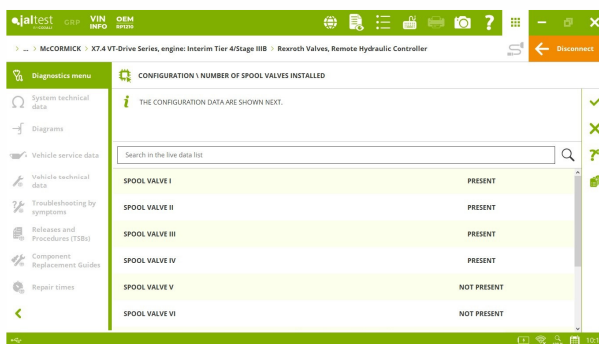 jaltest GRP VIN INFO OEM
> ... > McCORMICK > X7.4 VT-Drive Series, engine: Interim Tier 4/Stage IIIB > Rexroth Valves, Remote Hydraulic Controller
Disconnect
Diagnostics menu
CONFIGURATION \ NUMBER OF SPOOL VALVES INSTALLED
System technical data
i THE CONFIGURATION DATA ARE SHOWN NEXT.
Diagrams
Vehicle service data
Search in the live data list
Vehicle technical data
SPOOL VALVE I PRESENT
Troubleshooting by symptoms
SPOOL VALVE II PRESENT
Releases and Procedures (TSBs)
SPOOL VALVE III PRESENT
Component Replacement Guides
SPOOL VALVE IV PRESENT
Repair times
SPOOL VALVE V NOT PRESENT
SPOOL VALVE VI NOT PRESENT